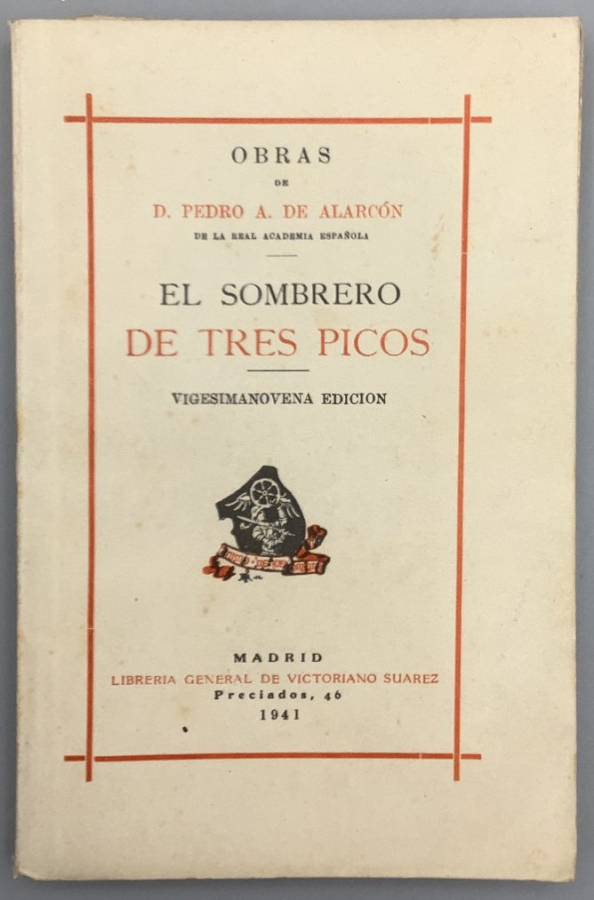 OBRAS
DE
D. PEDRO A. DE ALARCÓN
DE LA REAL ACADEMIA ESPAÑOLA
EL SOMBRERO
DE TRES PICOS
VIGESIMANOVENA EDICION
MADRID
LIBRERIA GENERAL DE VICTORIANO SUAREZ
Preciados, 46
1941